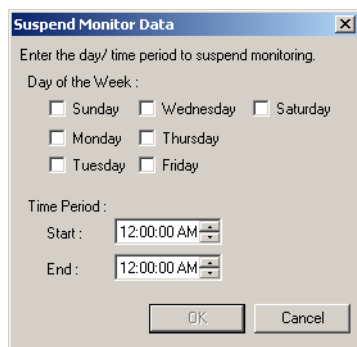 Suspend Monitor Data
Enter the day/ time period to suspend monitoring.
Day of the Week :
Sunday Wednesday Saturday
Monday Thursday
Tuesday Friday
Time Period :
Start : 12:00:00 AM
End : 12:00:00 AM
OK Cancel